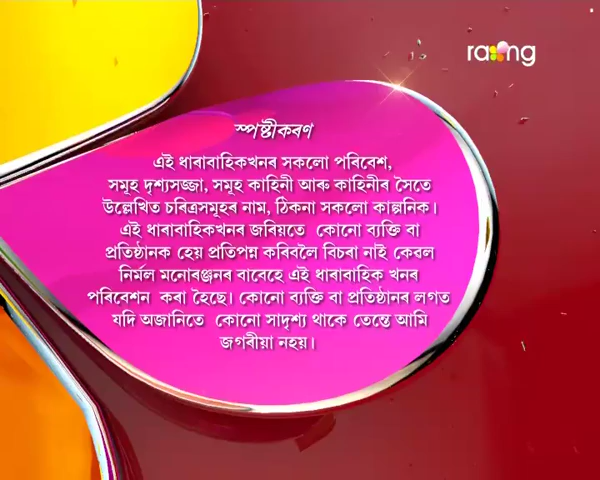 rang
স্পষ্টীকৰণ
এই ধাৰাবাহিকখনৰ সকলো পৰিবেশ,
সমূহ দৃশ্যসজ্জা, সমূহ কাহিনী আৰু কাহিনীৰ সৈতে
উল্লেখিত চৰিত্ৰসমূহৰ নাম, ঠিকনা সকলো কাল্পনিক।
এই ধাৰাবাহিকখনৰ জৰিয়তে কোনো ব্যক্তি বা
প্ৰতিষ্ঠানক হেয় প্ৰতিপন্ন কৰিবলৈ বিচৰা নাই কেৱল
নিৰ্মল মনোৰঞ্জনৰ বাবেহে এই ধাৰাবাহিক খনৰ
পৰিবেশন কৰা হৈছে। কোনো ব্যক্তি বা প্ৰতিষ্ঠানৰ লগত
যদি অজানিতে কোনো সাদৃশ্য থাকে তেন্তে আমি
জগৰীয়া নহয়।